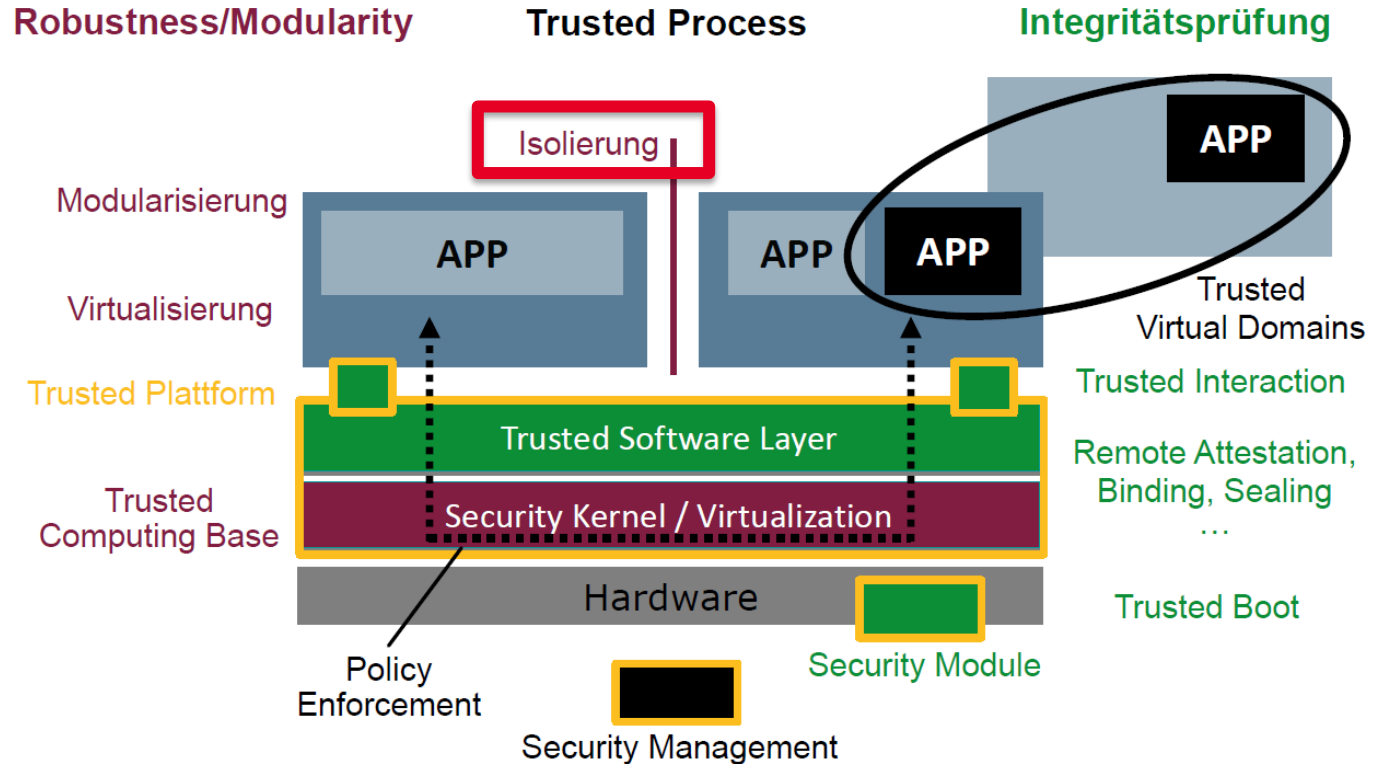 Robustness/Modularity
Trusted Process
Integritätsprüfung
Isolierung
APP
Modularisierung
APP
APP
APP
Virtualisierung
Trusted
Virtual Domains
Trusted Plattform
Trusted Interaction
Trusted Software Layer
Remote Attestation,
Binding, Sealing
…
Trusted
Computing Base
Security Kernel / Virtualization
Hardware
Trusted Boot
Policy
Enforcement
Security Module
Security Management